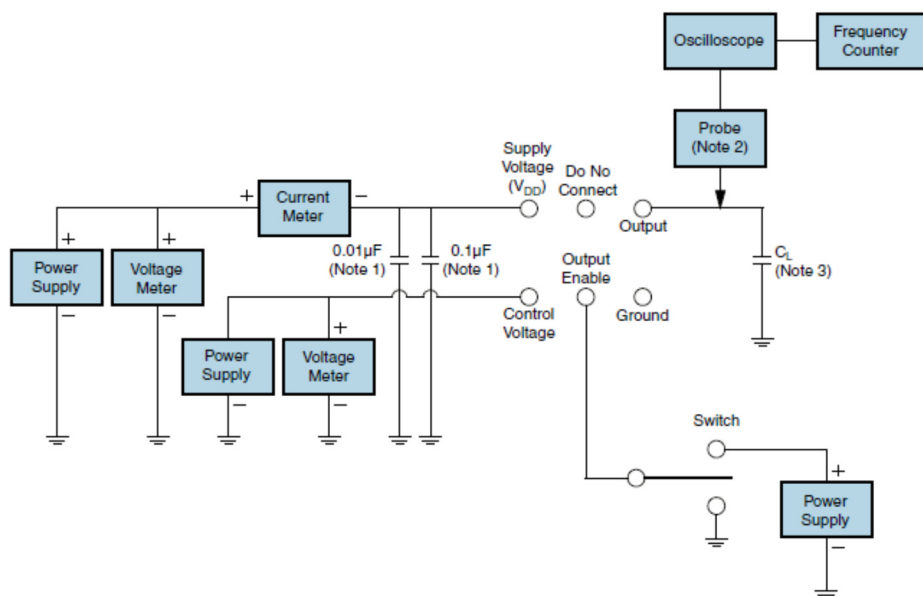 Oscilloscope
Frequency
Counter
Probe
(Note 2)
Supply
Voltage
(VDD)
Do No
Connect
Output
+
Current
Meter
−
0.01µF
(Note 1)
0.1µF
(Note 1)
CL
(Note 3)
+
Power
Supply
−
+
Voltage
Meter
−
Output
Enable
Control
Voltage
Ground
Power
Supply
−
+
Voltage
Meter
−
Switch
+
Power
Supply
−